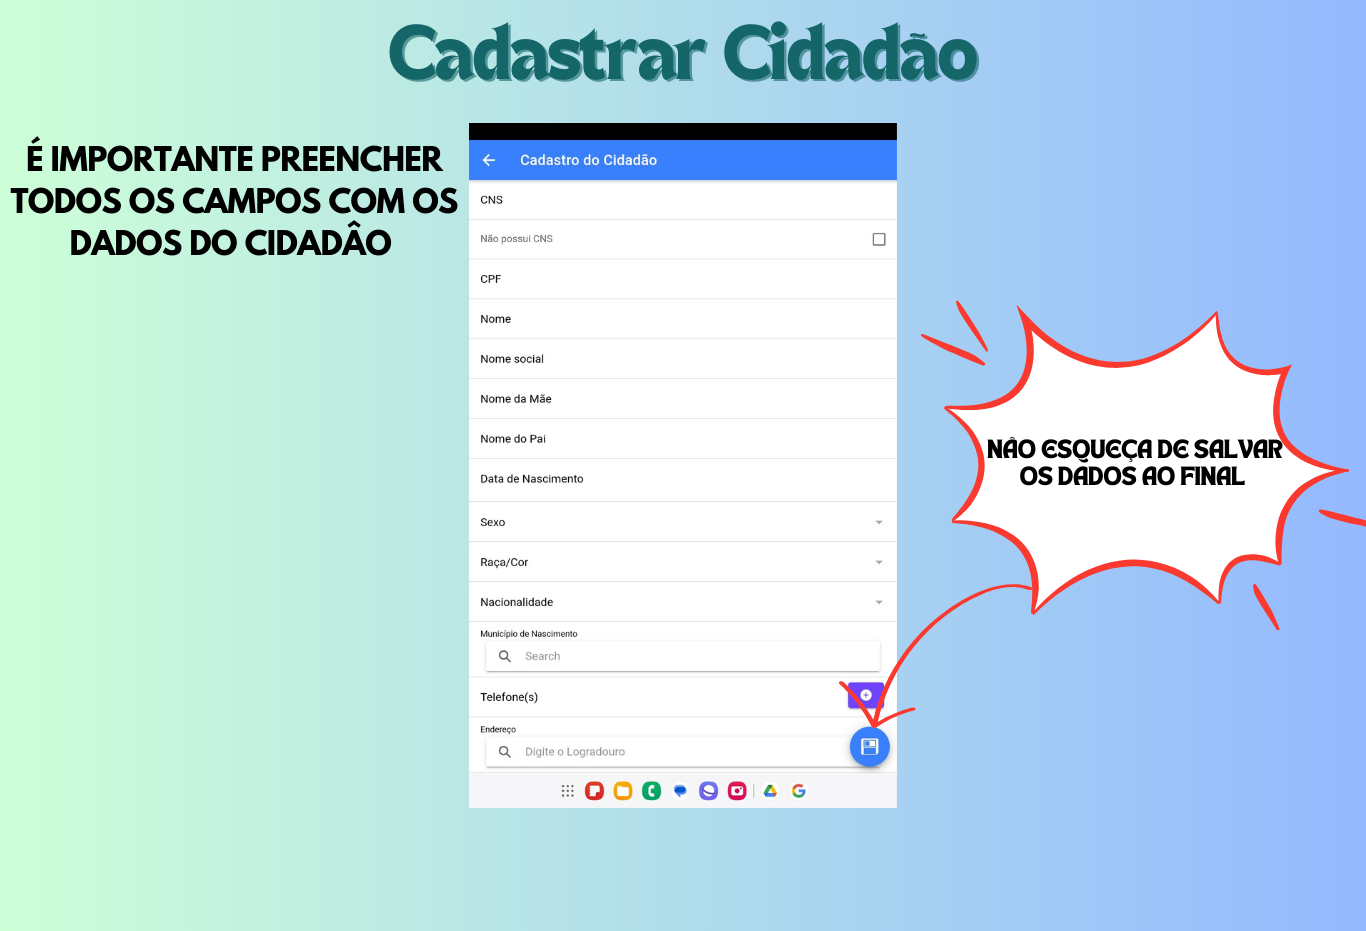 Cadastrar Cidadão
É IMPORTANTE PREENCHER
TODOS OS CAMPOS COM OS
DADOS DO CIDADÂO
Cadastro do Cidadão
CNS
Não possui CNS
CPF
Nome
Nome social
Nome da Mãe
Nome do Pai
Data de Nascimento
Sexo
Raça/Cor
Nacionalidade
Município de Nascimento
Search
Telefone(s)
Endereço
Digite o Logradouro
NÃO ESQUEÇA DE SALVAR
OS DADOS AO FINAL